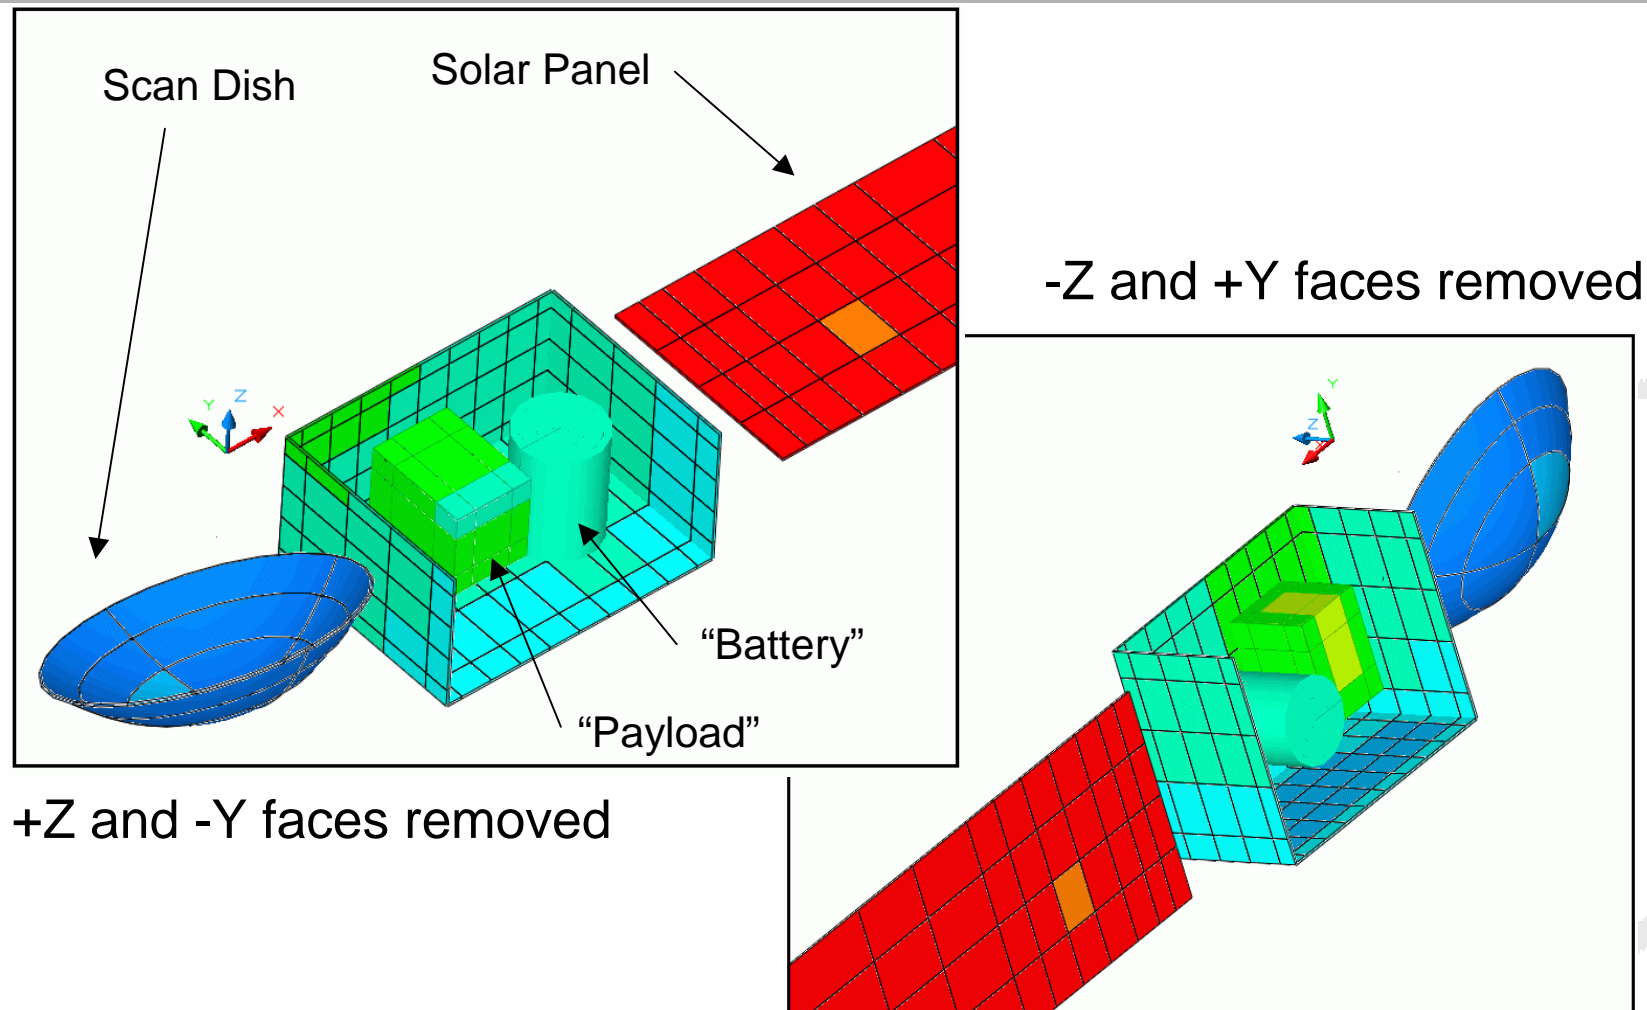 Scan Dish
Solar Panel
Y Z X
“Battery”
“Payload”
+Z and -Y faces removed
-Z and +Y faces removed
Y
Z